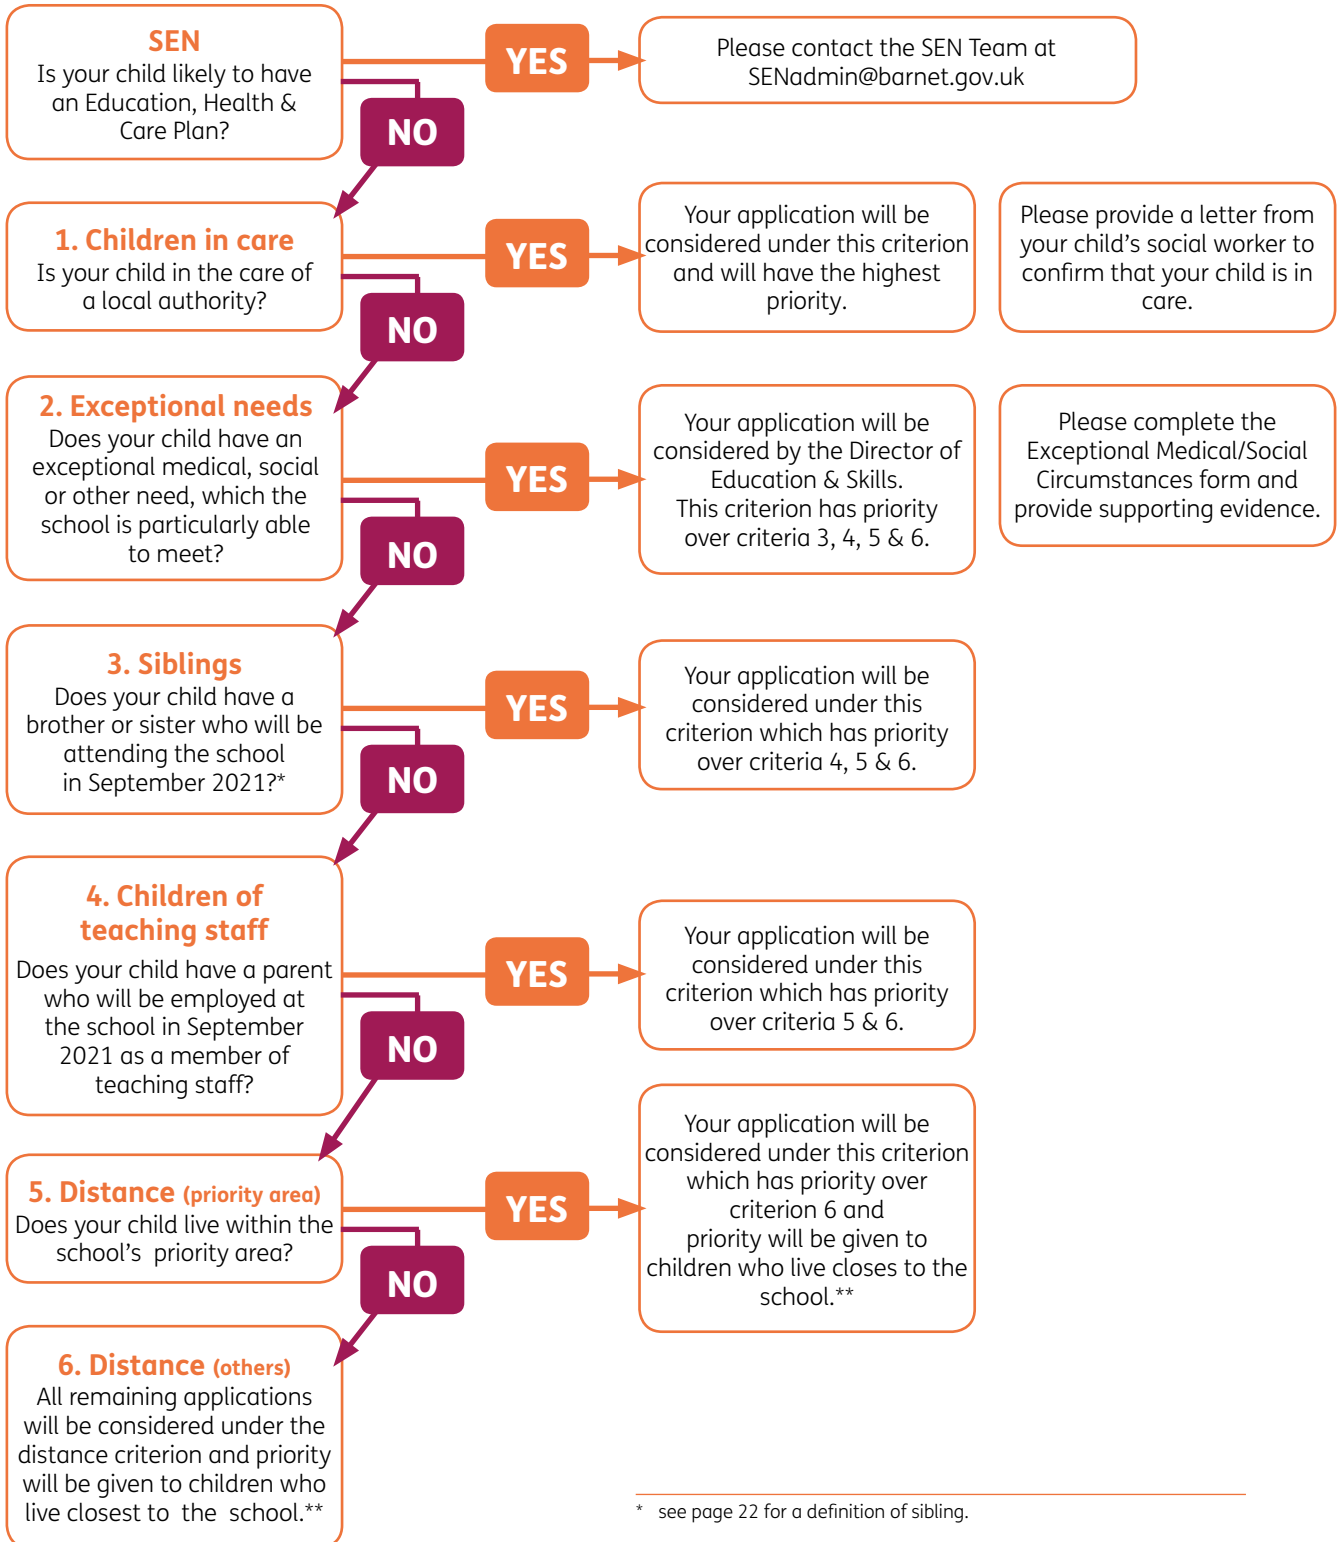 SEN
Is your child likely to have
an Education, Health &
Care Plan?
YES
Please contact the SEN Team at
SENadmin@barnet.gov.uk
NO
1. Children in care
Is your child in the care of
a local authority?
YES
Your application will be
considered under this criterion
and will have the highest
priority.
Please provide a letter from
your child's social worker to
confirm that your child is in
care.
NO
2. Exceptional needs
Does your child have an
exceptional medical, social
or other need, which the
school is particularly able
to meet?
YES
Your application will be
considered by the Director of
Education & Skills.
This criterion has priority
over criteria 3, 4, 5 & 6.
Please complete the
Exceptional Medical/Social
Circumstances form and
provide supporting evidence.
NO
3. Siblings
Does your child have a
brother or sister who will be
attending the school
in September 2021?*
YES
Your application will be
considered under this
criterion which has priority
over criteria 4, 5 & 6.
NO
4. Children of
teaching staff
Does your child have a parent
who will be employed at
the school in September
2021 as a member of
teaching staff?
YES
Your application will be
considered under this
criterion which has priority
over criteria 5 & 6.
NO
5. Distance (priority area)
Does your child live within the
school's priority area?
YES
Your application will be
considered under this criterion
which has priority over
criterion 6 and
priority will be given to
children who live closes to the
school.**
NO
6. Distance (others)
All remaining applications
will be considered under the
distance criterion and priority
will be given to children who
live closest to the school.**
* see page 22 for a definition of sibling.